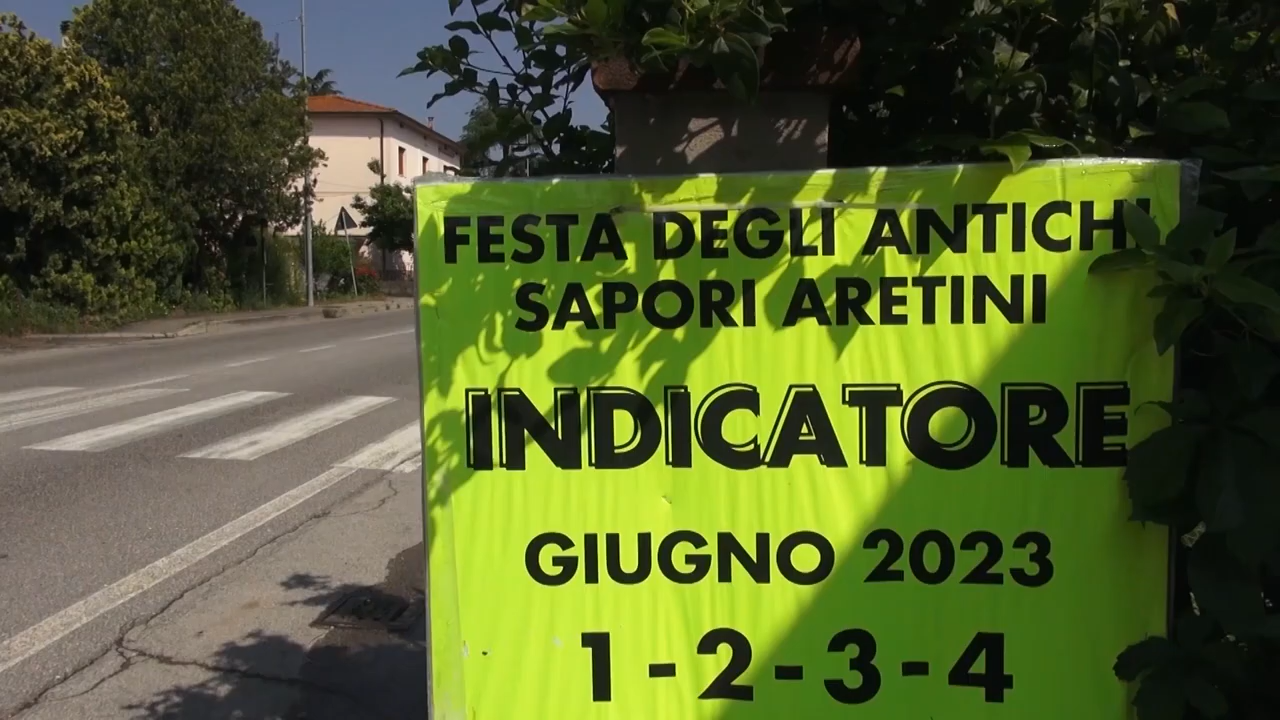 FESTA DEGLI ANTICHI
SAPORI ARETINI
INDICATORE
GIUGNO 2023
1-2-3-4